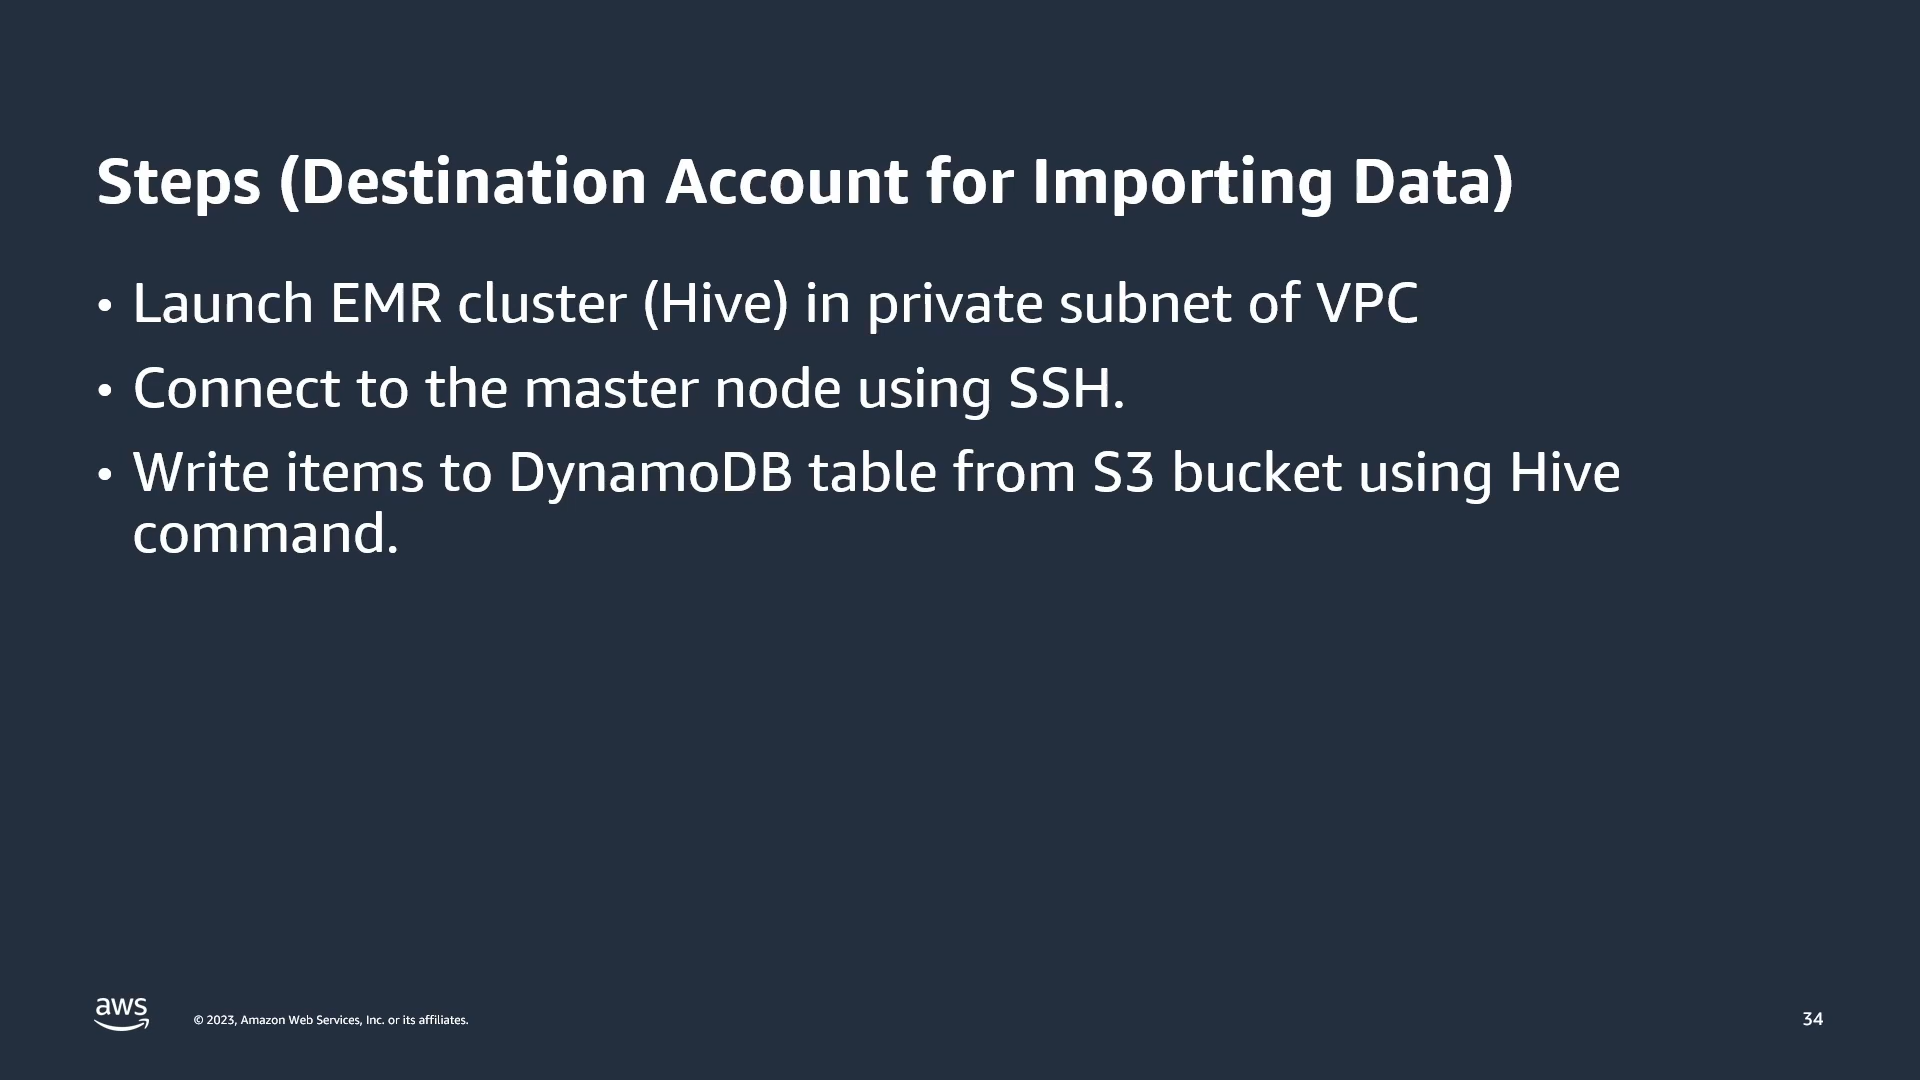 Steps (Destination Account for Importing Data)
• Launch EMR cluster (Hive) in private subnet of VPC
• Connect to the master node using SSH.
• Write items to DynamoDB table from S3 bucket using Hive
command.
aws
© 2023, Amazon Web Services, Inc. or its affiliates.
34